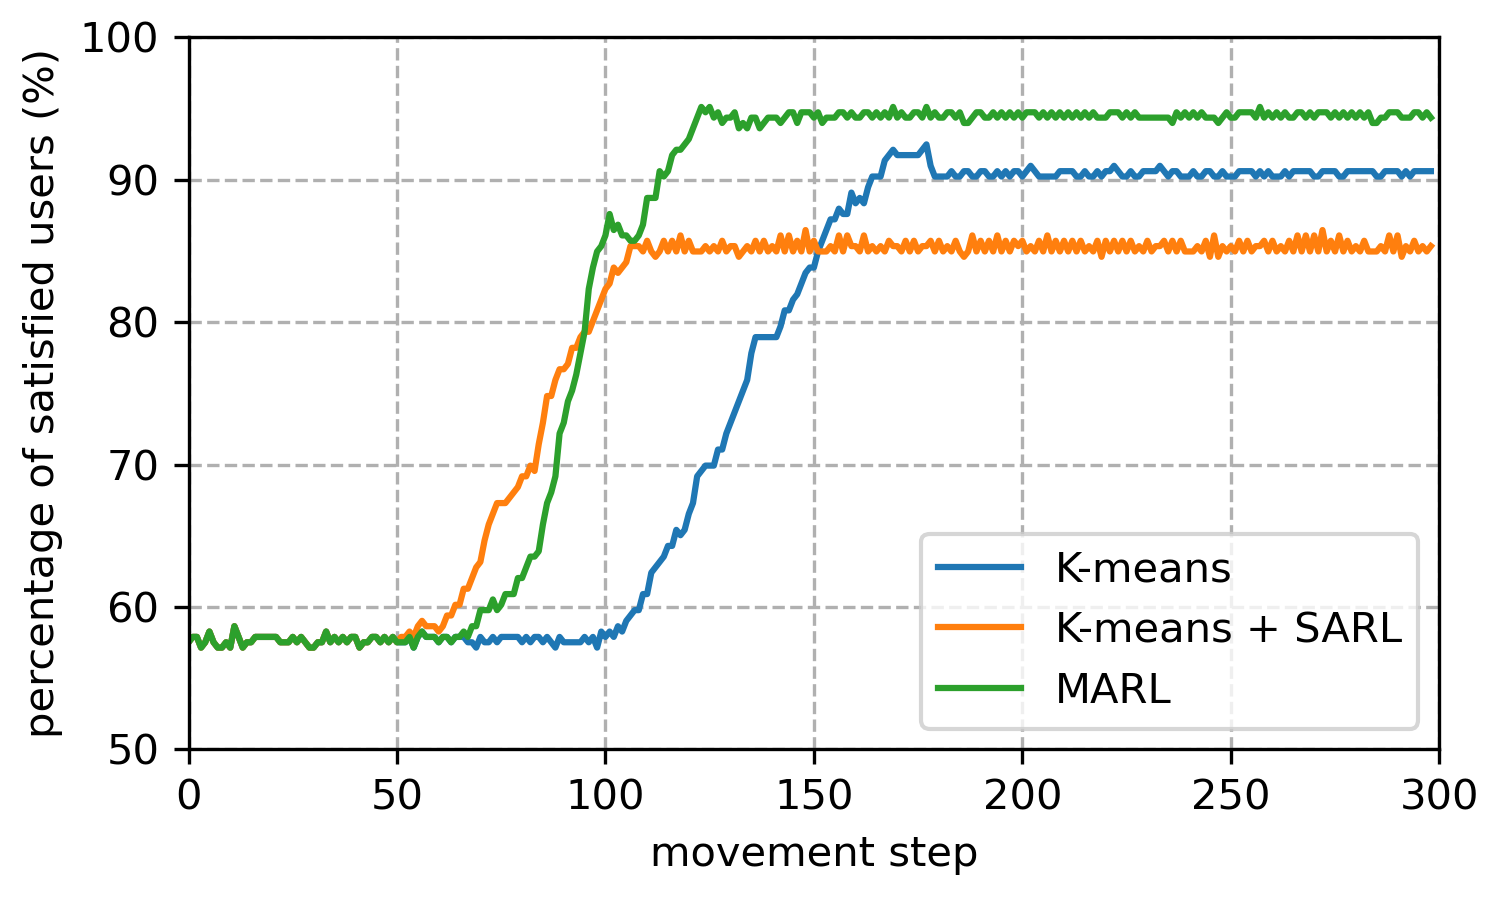 percentage of satisfied users (%)
100
90
80
70
60
50
0 50 100 150 200 250 300
movement step
K-means
K-means + SARL
MARL